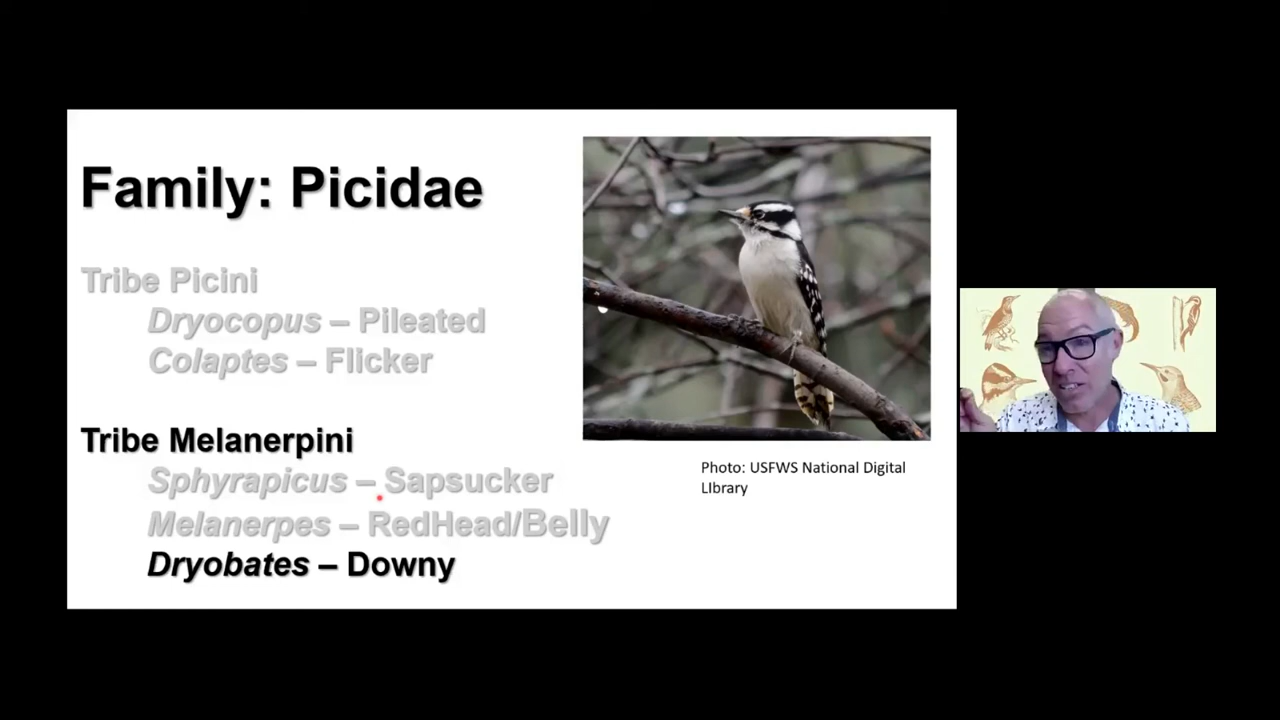 Family: Picidae
Tribe Picini
Dryocopus – Pileated
Colaptes – Flicker
Tribe Melanerpini
Sphyrapicus – Sapsucker
Melanerpes – RedHead/Belly
Dryobates – Downy
Photo: USFWS National Digital
LIbrary